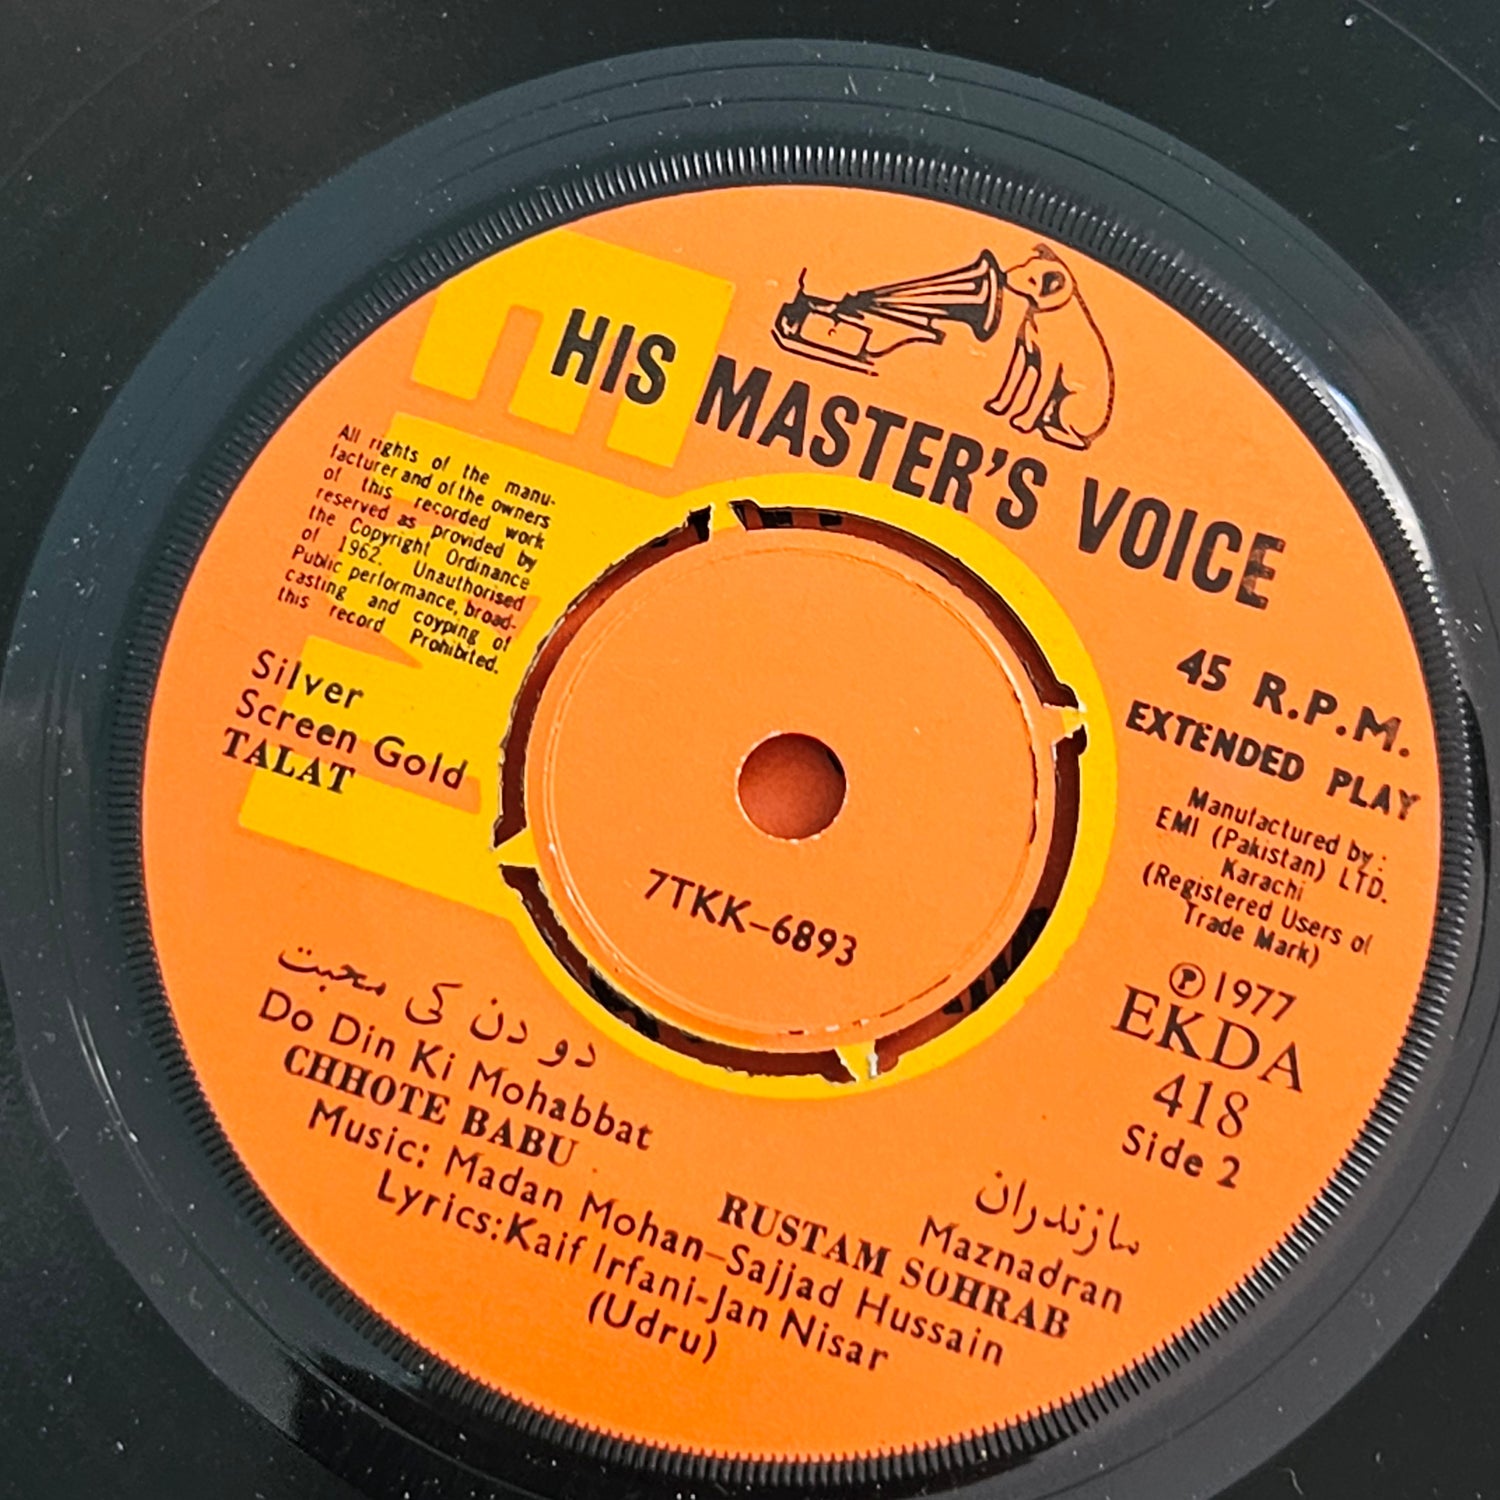 HIS MASTER'S VOICE
All rights of the manu-
facturer and of the owners
of this recorded work
reserved as provided by
the Copyright Ordinance
of 1962. Unauthorised
Public performance, broad-
casting and coyping of
this record Prohibited.
Silver
Screen Gold
TALAT
45 R.P.M.
EXTENDED PLAY
Manufactured by:
EMI (Pakistan) LTD.
Karachi
(Registered Users of
Trade Mark)
℗1977
EKDA
418
Side 2
7TKK-6893
دو دن کی محبت
Do Din Ki Mohabbat
CHHOTE BABU
مازندران
Maznadran
RUSTAM SOHRAB
Music: Madan Mohan-Sajjad Hussain
Lyrics:Kaif Irfani-Jan Nisar
(Udru)